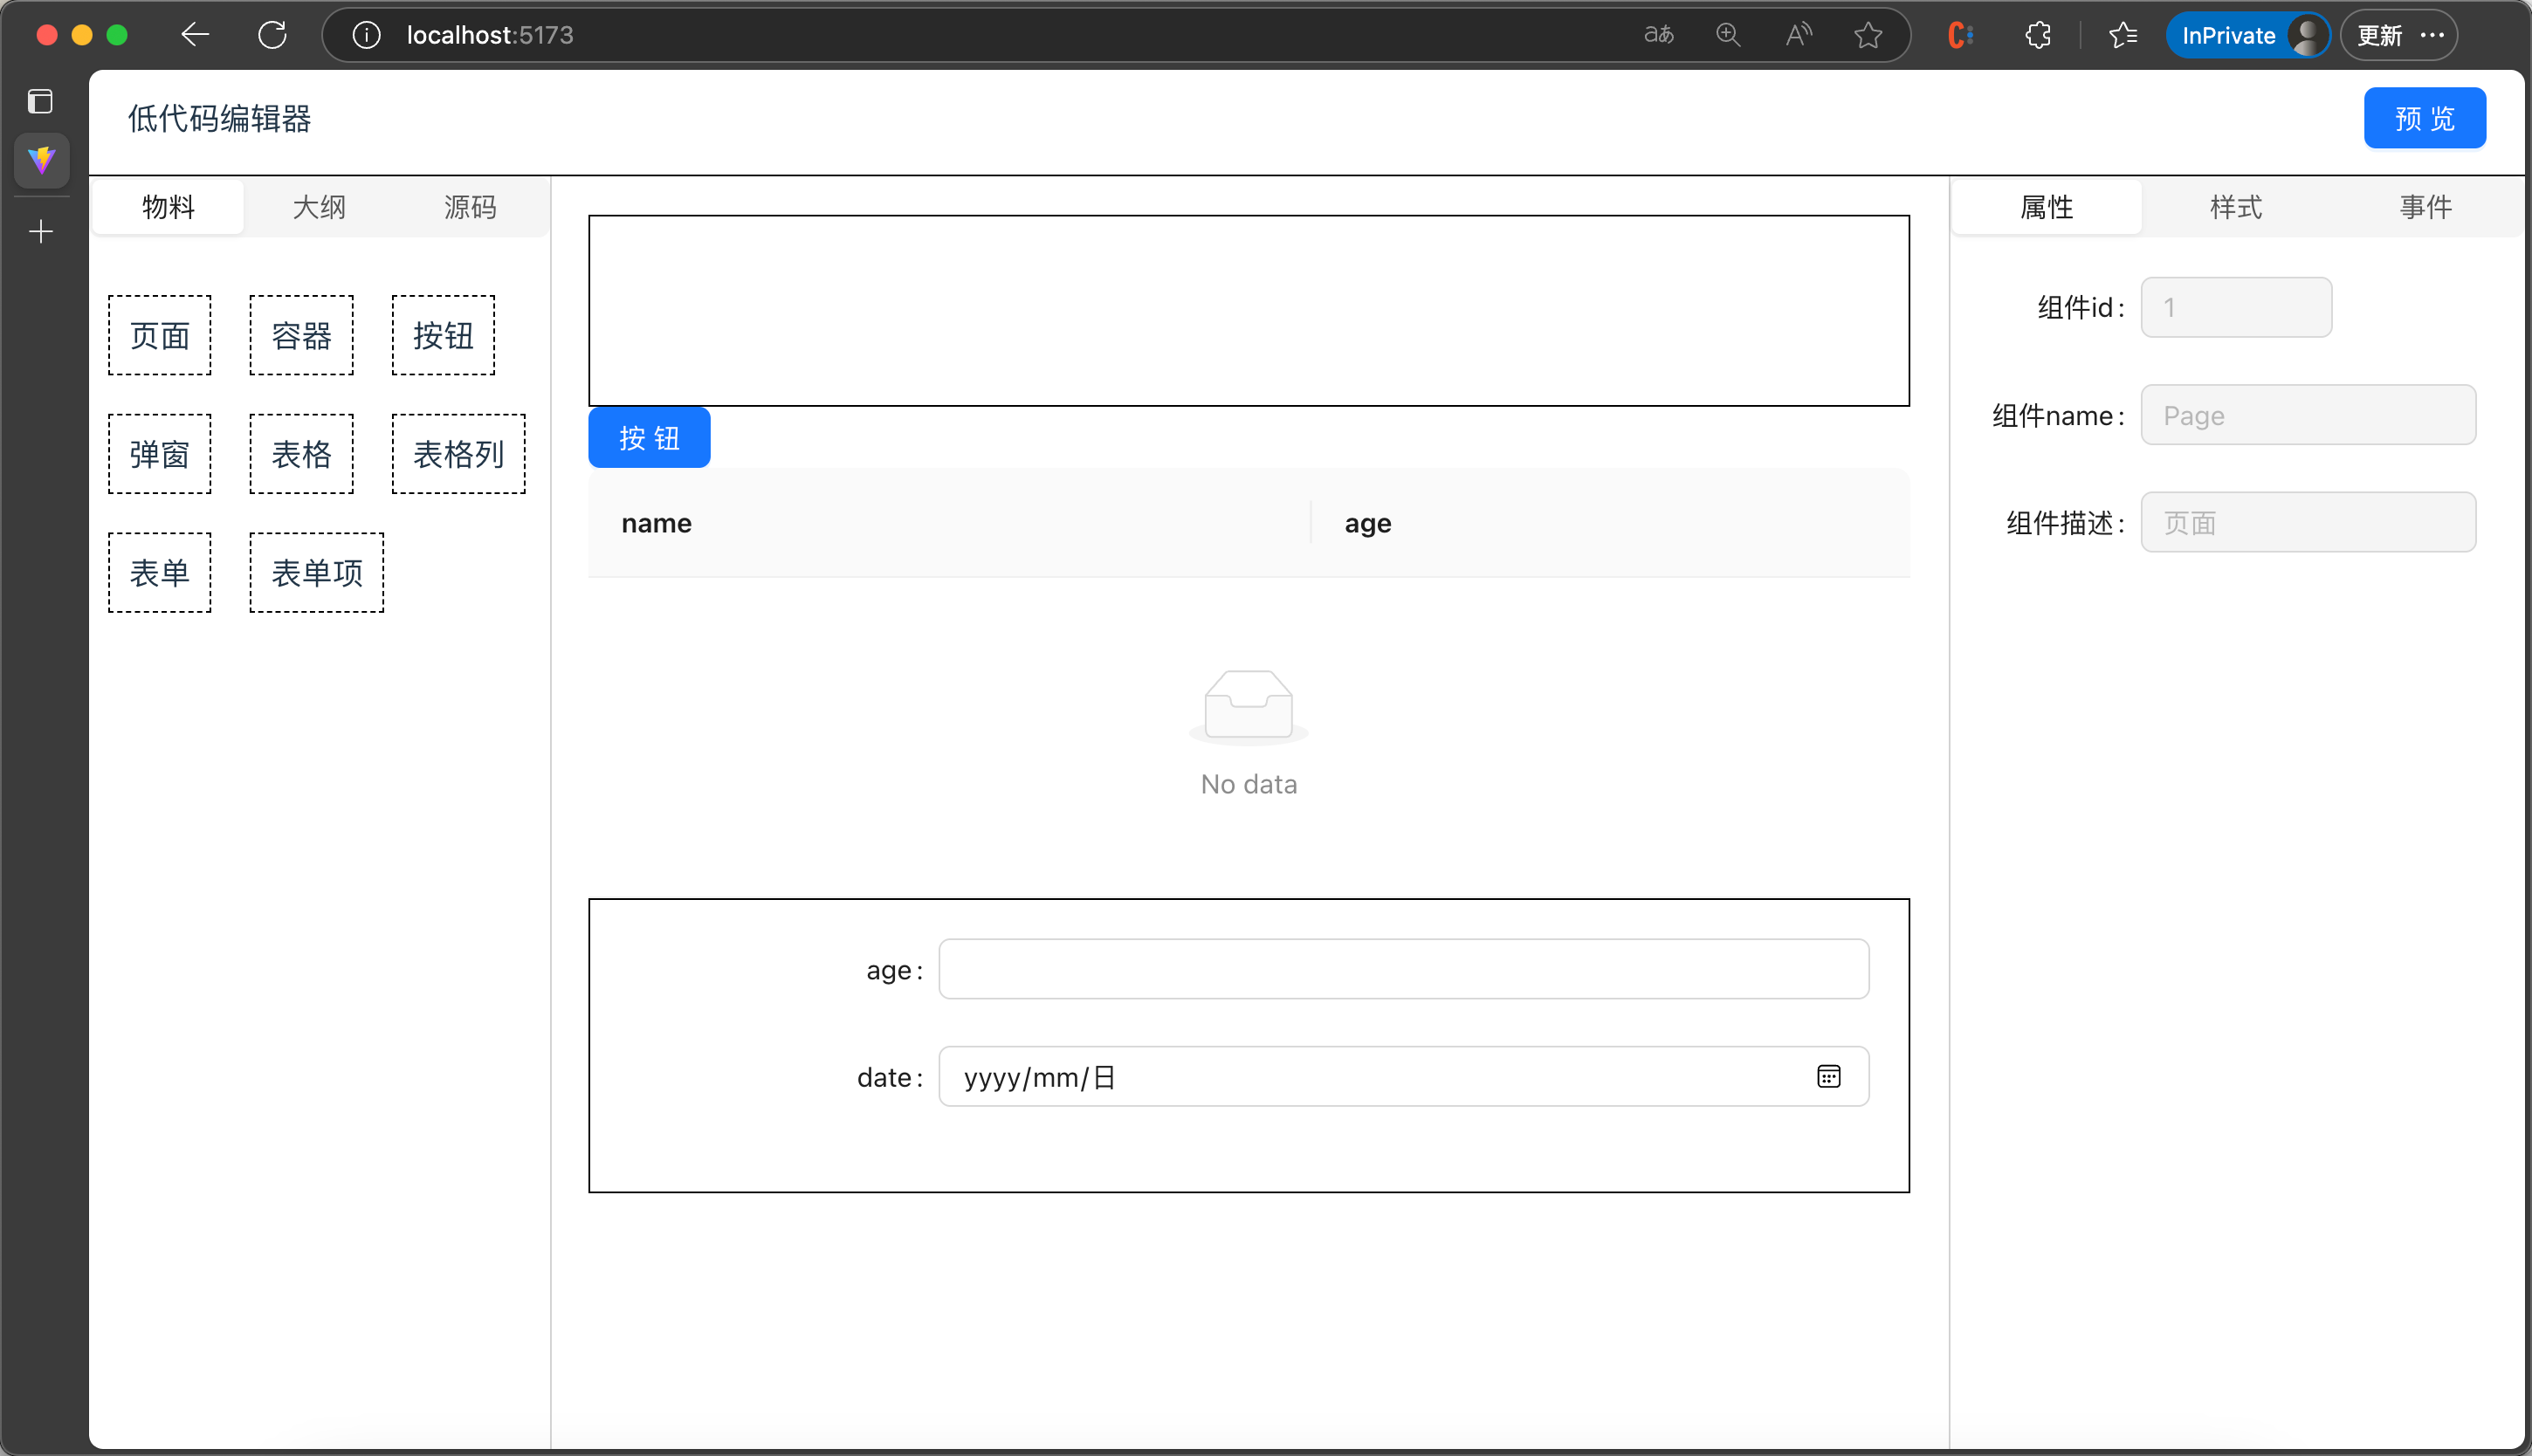 localhost:5173
aあ
InPrivate
更新
低代码编辑器
预 览
物料 大纲 源码
属性 样式 事件
页面 容器 按钮
弹窗 表格 表格列
表单 表单项
按 钮
name age
No data
age:
date: yyyy/mm/日
组件id: 1
组件name: Page
组件描述: 页面